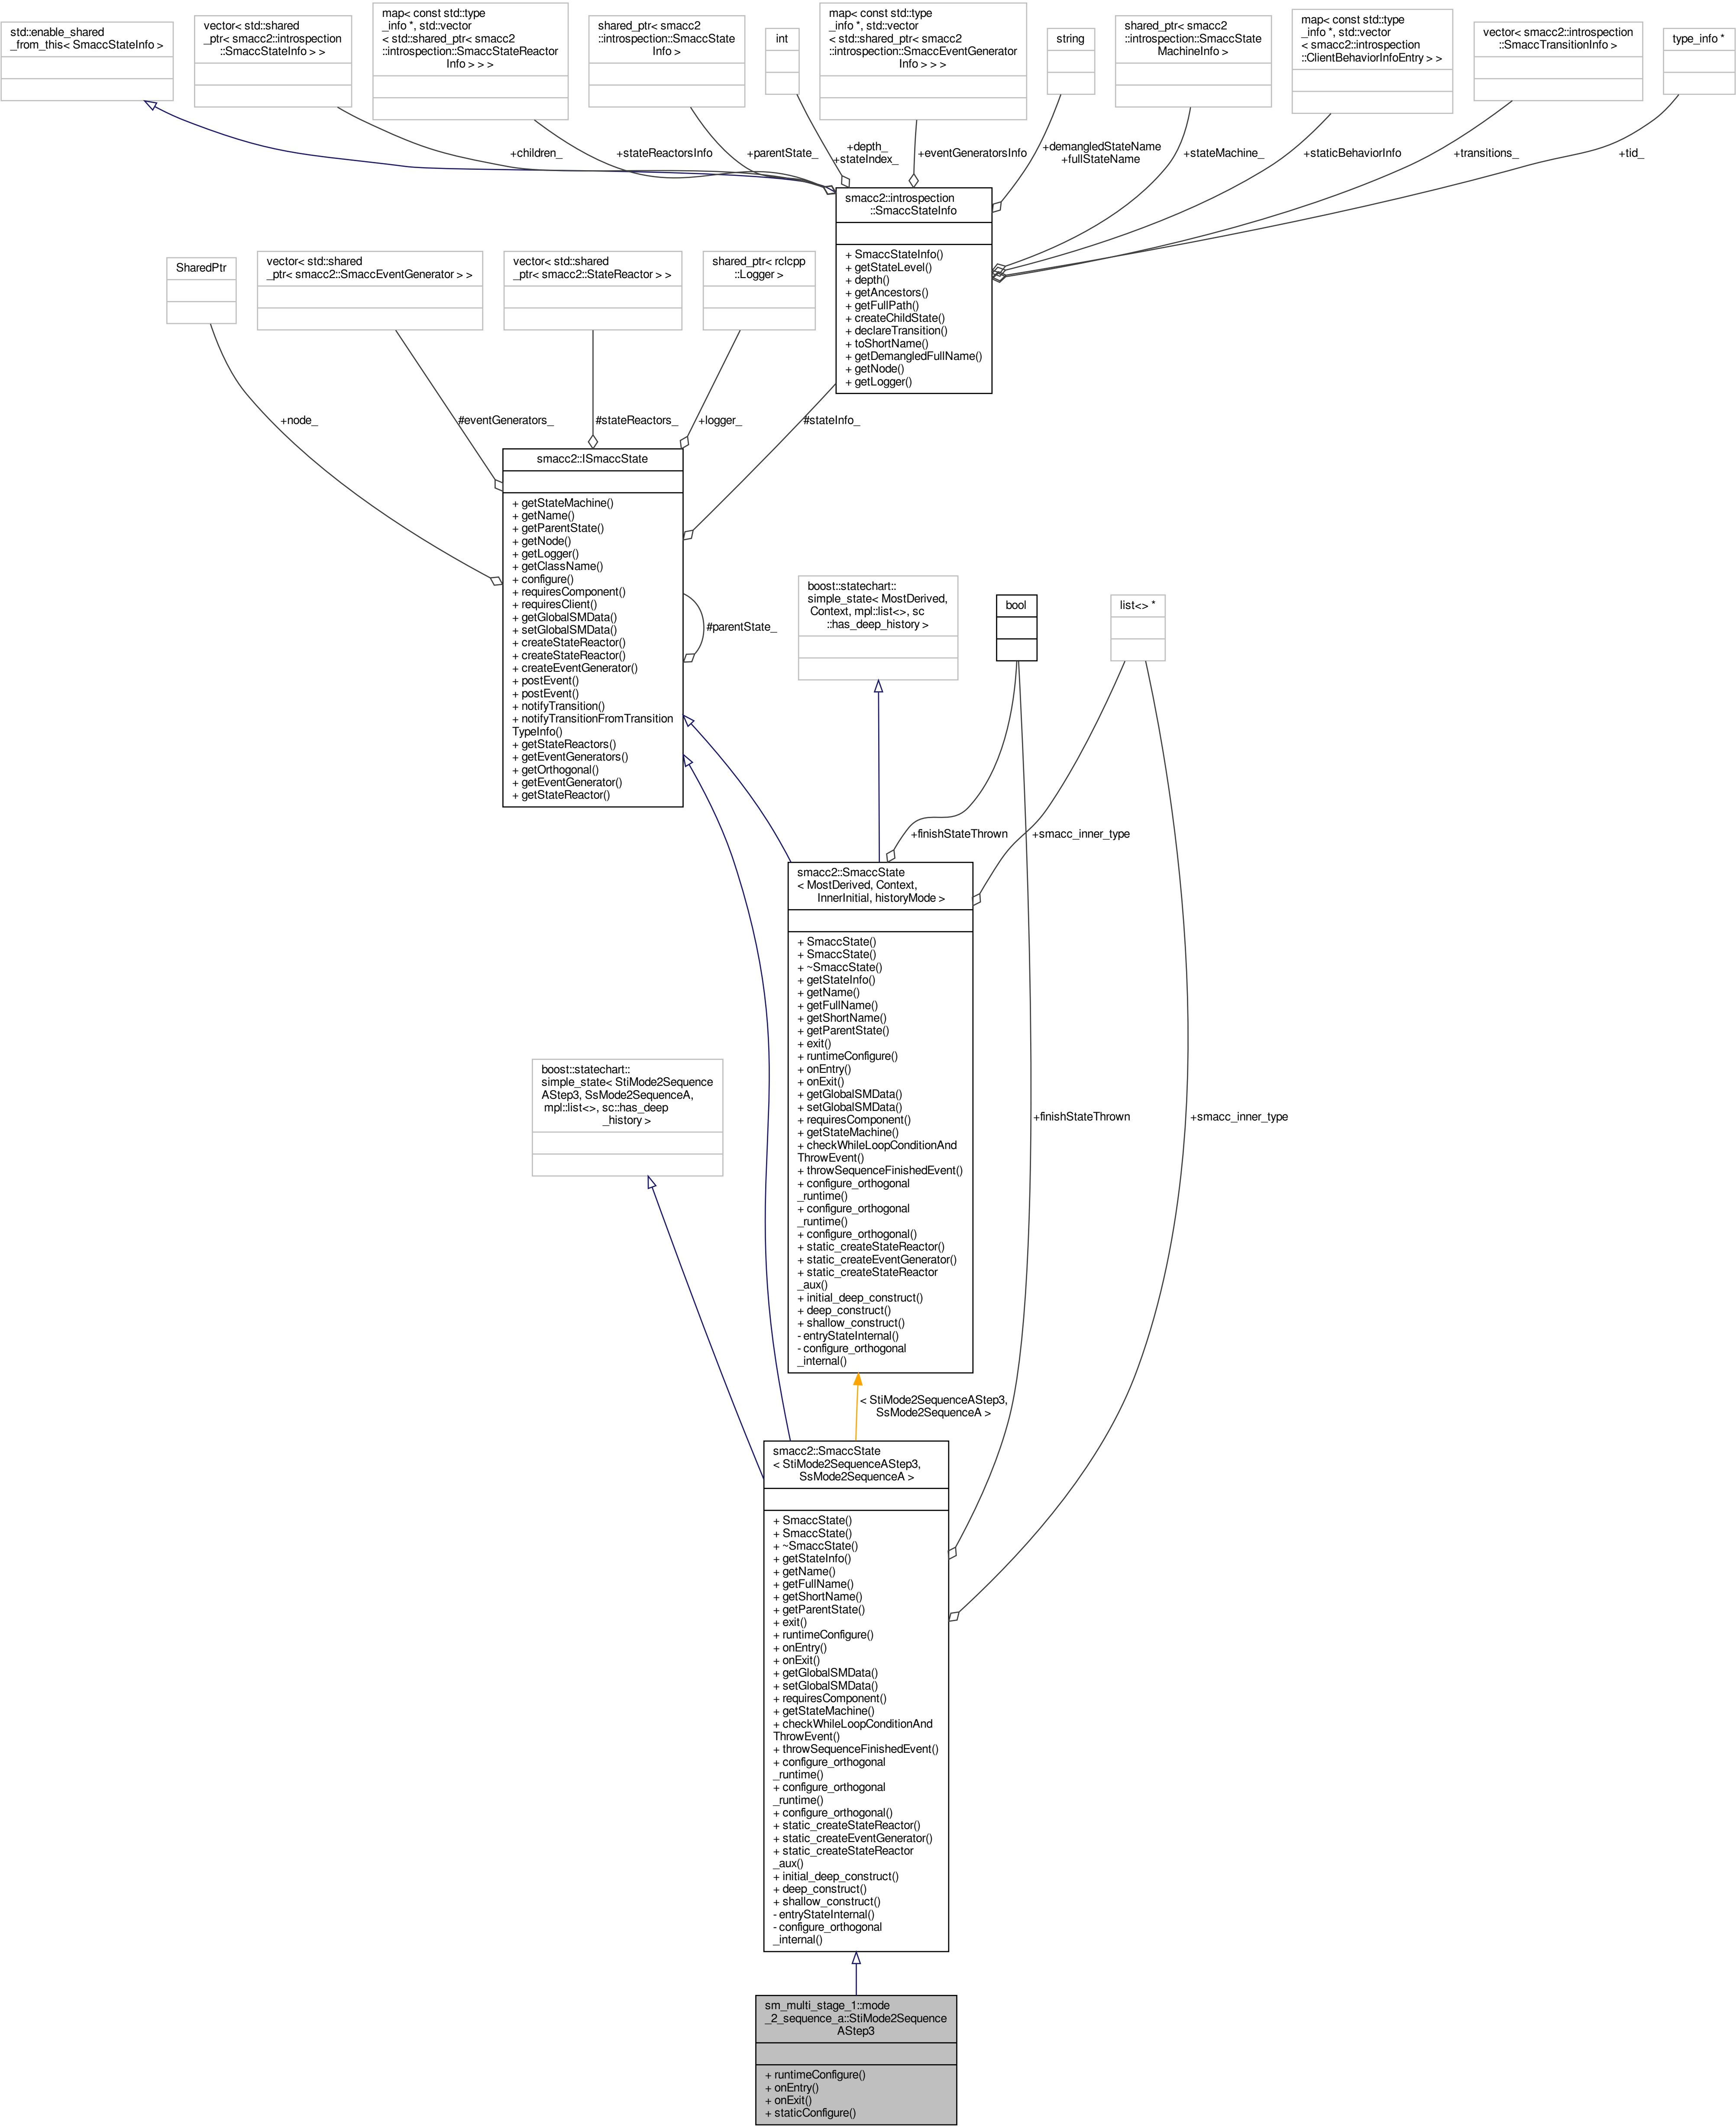 std::enable_shared
_from_this< SmaccStateInfo >
vector< std::shared
_ptr< smacc2::introspection
::SmaccStateInfo > >
map< const std::type
_info *, std::vector
< std::shared_ptr< smacc2
::introspection::SmaccStateReactor
Info > > >
shared_ptr< smacc2
::introspection::SmaccState
Info >
int
map< const std::type
_info *, std::vector
< std::shared_ptr< smacc2
::introspection::SmaccEventGenerator
Info > > >
string
shared_ptr< smacc2
::introspection::SmaccState
MachineInfo >
map< const std::type
_info *, std::vector
< smacc2::introspection
::ClientBehaviorInfoEntry > >
vector< smacc2::introspection
::SmaccTransitionInfo >
type_info *
+children_
+stateReactorsInfo
+parentState_
+depth_
+stateIndex_
+eventGeneratorsInfo
+demangledStateName
+fullStateName
+stateMachine_
+staticBehaviorInfo
+transitions_
+tid_
smacc2::introspection
::SmaccStateInfo
+ SmaccStateInfo()
+ getStateLevel()
+ depth()
+ getAncestors()
+ getFullPath()
+ createChildState()
+ declareTransition()
+ toShortName()
+ getDemangledFullName()
+ getNode()
+ getLogger()
SharedPtr
vector< std::shared
_ptr< smacc2::SmaccEventGenerator > >
vector< std::shared
_ptr< smacc2::StateReactor > >
shared_ptr< rclcpp
::Logger >
+node_
#eventGenerators_
#stateReactors_
+logger_
#stateInfo_
smacc2::ISmaccState
+ getStateMachine()
+ getName()
+ getParentState()
+ getNode()
+ getLogger()
+ getClassName()
+ configure()
+ requiresComponent()
+ requiresClient()
+ getGlobalSMData()
+ setGlobalSMData()
+ createStateReactor()
+ createStateReactor()
+ createEventGenerator()
+ postEvent()
+ postEvent()
+ notifyTransition()
+ notifyTransitionFromTransition
TypeInfo()
+ getStateReactors()
+ getEventGenerators()
+ getOrthogonal()
+ getEventGenerator()
+ getStateReactor()
#parentState_
boost::statechart::
simple_state< MostDerived,
Context, mpl::list<>, sc
::has_deep_history >
bool
list<> *
+finishStateThrown
+smacc_inner_type
smacc2::SmaccState
< MostDerived, Context,
InnerInitial, historyMode >
+ SmaccState()
+ SmaccState()
+ ~SmaccState()
+ getStateInfo()
+ getName()
+ getFullName()
+ getShortName()
+ getParentState()
+ exit()
+ runtimeConfigure()
+ onEntry()
+ onExit()
+ getGlobalSMData()
+ setGlobalSMData()
+ requiresComponent()
+ getStateMachine()
+ checkWhileLoopConditionAnd
ThrowEvent()
+ throwSequenceFinishedEvent()
+ configure_orthogonal
_runtime()
+ configure_orthogonal
_runtime()
+ configure_orthogonal()
+ static_createStateReactor()
+ static_createEventGenerator()
+ static_createStateReactor
_aux()
+ initial_deep_construct()
+ deep_construct()
+ shallow_construct()
- entryStateInternal()
- configure_orthogonal
_internal()
boost::statechart::
simple_state< StiMode2Sequence
AStep3, SsMode2SequenceA,
mpl::list<>, sc::has_deep
_history >
+finishStateThrown
+smacc_inner_type
< StiMode2SequenceAStep3,
SsMode2SequenceA >
smacc2::SmaccState
< StiMode2SequenceAStep3,
SsMode2SequenceA >
+ SmaccState()
+ SmaccState()
+ ~SmaccState()
+ getStateInfo()
+ getName()
+ getFullName()
+ getShortName()
+ getParentState()
+ exit()
+ runtimeConfigure()
+ onEntry()
+ onExit()
+ getGlobalSMData()
+ setGlobalSMData()
+ requiresComponent()
+ getStateMachine()
+ checkWhileLoopConditionAnd
ThrowEvent()
+ throwSequenceFinishedEvent()
+ configure_orthogonal
_runtime()
+ configure_orthogonal
_runtime()
+ configure_orthogonal()
+ static_createStateReactor()
+ static_createEventGenerator()
+ static_createStateReactor
_aux()
+ initial_deep_construct()
+ deep_construct()
+ shallow_construct()
- entryStateInternal()
- configure_orthogonal
_internal()
sm_multi_stage_1::mode
_2_sequence_a::StiMode2Sequence
AStep3
+ runtimeConfigure()
+ onEntry()
+ onExit()
+ staticConfigure()